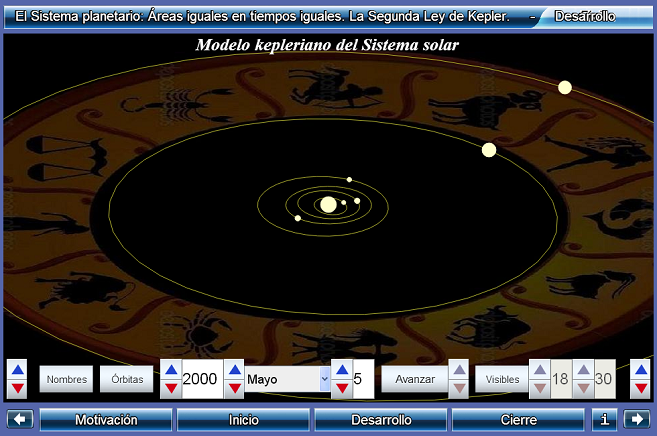 El Sistema planetario: Áreas iguales en tiempos iguales. La Segunda Ley de Kepler. - Desarrollo
Modelo kepleriano del Sistema solar
Nombres Órbitas 2000 Mayo 5 Avanzar Visibles 18 30
Motivación Inicio Desarrollo Cierre i